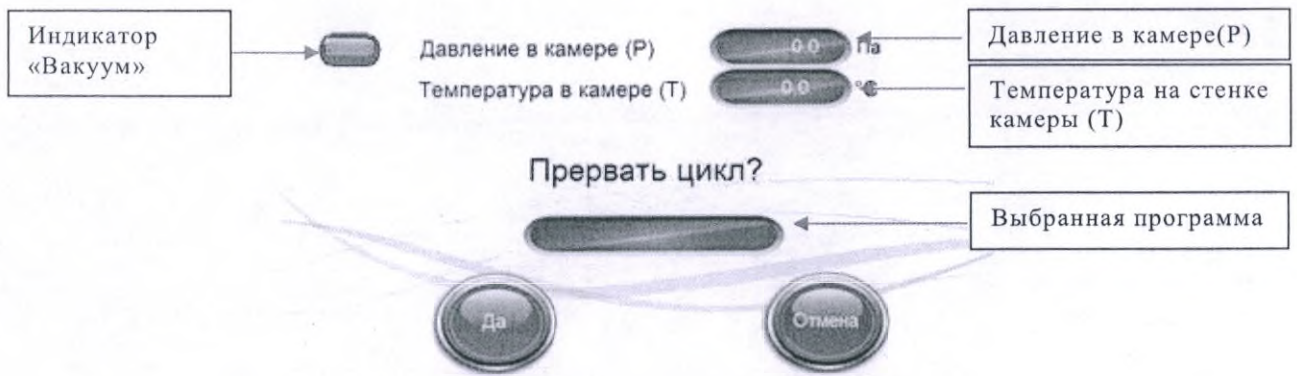 Индикатор
«Вакуум»
Давление в камере (P)
0.0 Па
Давление в камере(P)
Температура в камере (T)
0.0 °C
Температура на стенке
камеры (T)
Прервать цикл?
Выбранная программа
Да
Отмена